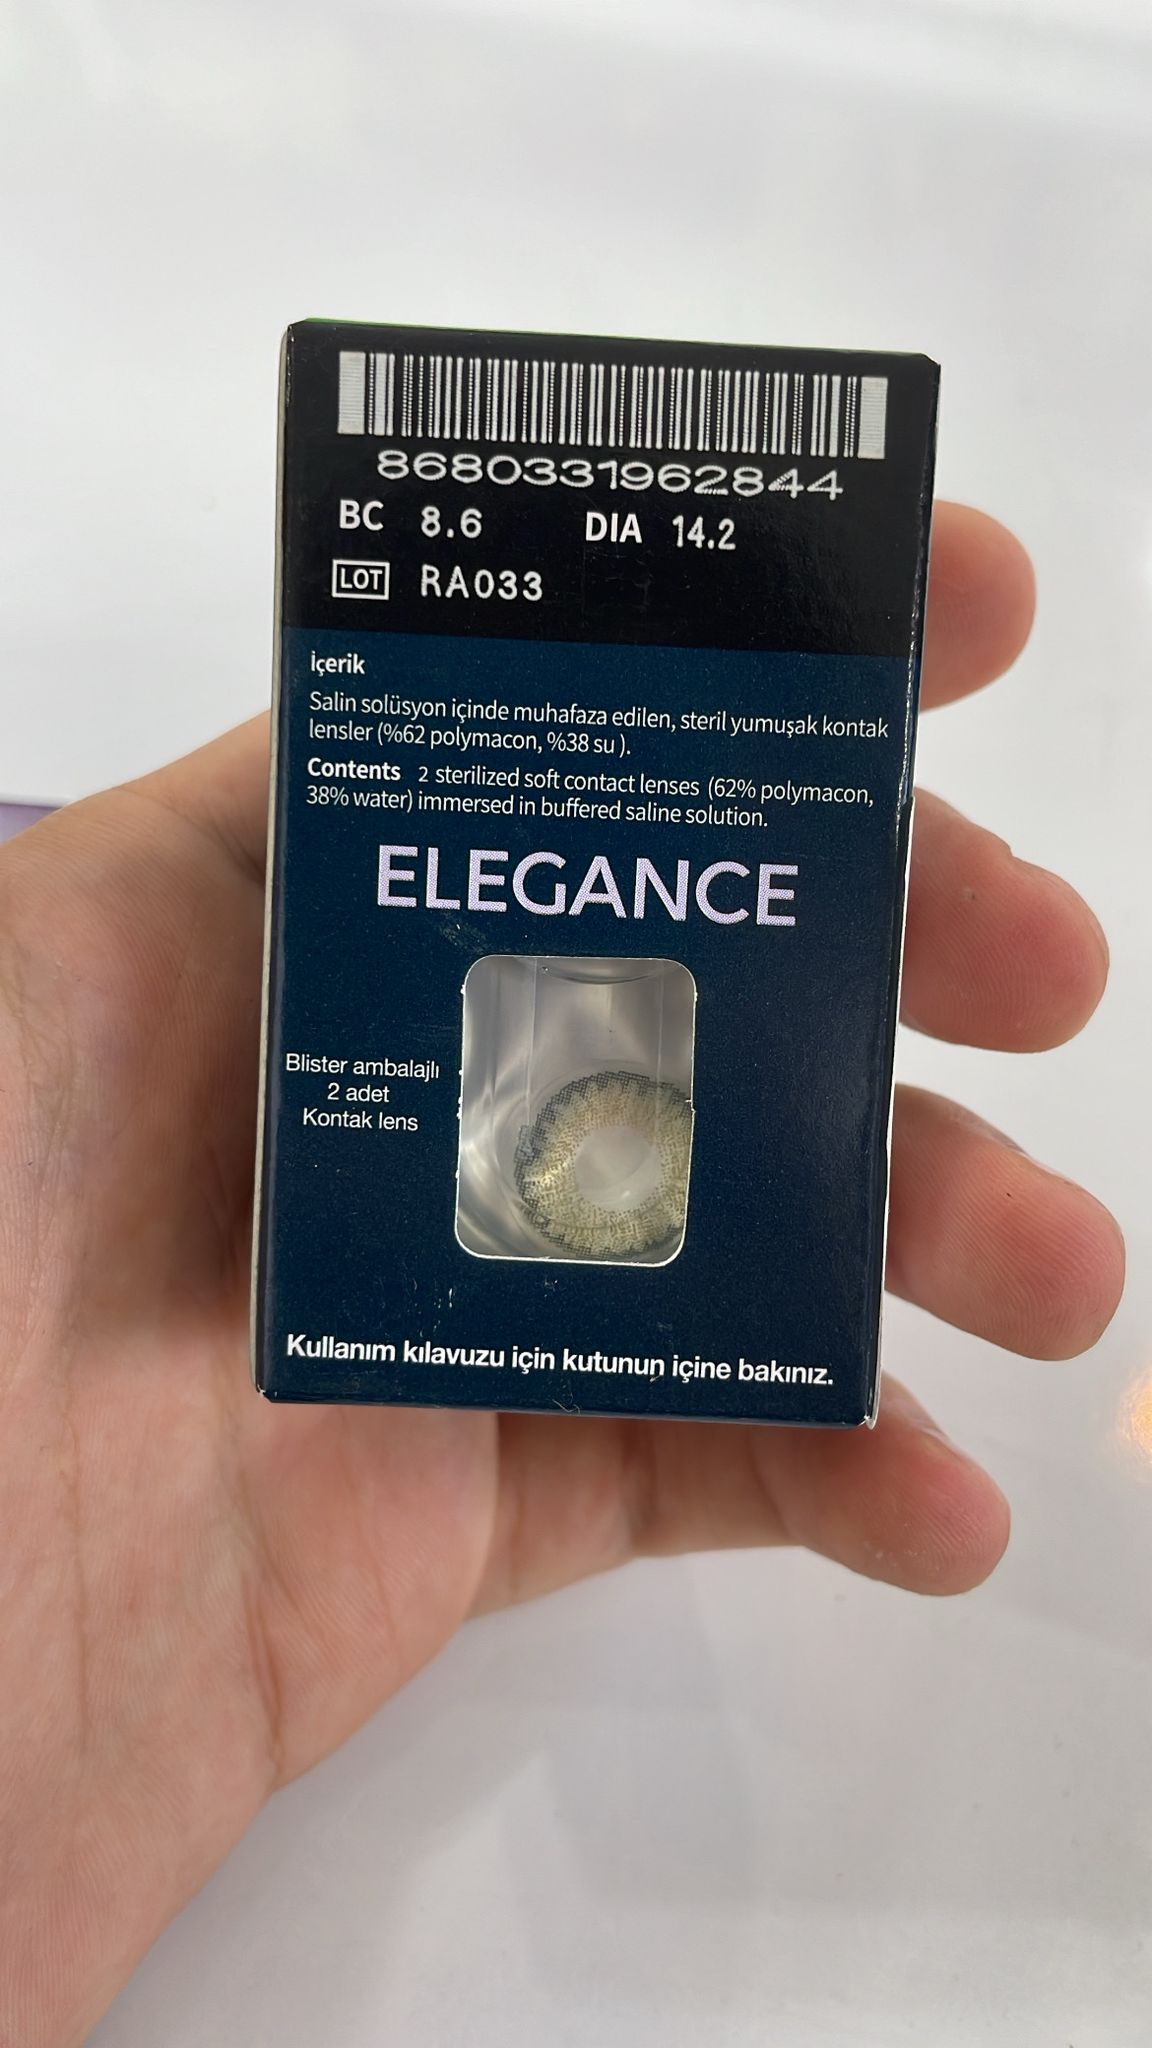 8680331962844
BC 8.6 DIA 14.2
LOT RA033
İçerik
Salin solüsyon içinde muhafaza edilen, steril yumuşak kontak
lensler (%62 polymacon, %38 su ).
Contents 2 sterilized soft contact lenses (62% polymacon,
38% water) immersed in buffered saline solution.
ELEGANCE
Blister ambalajlı
2 adet
Kontak lens
Kullanım kılavuzu için kutunun içine bakınız.